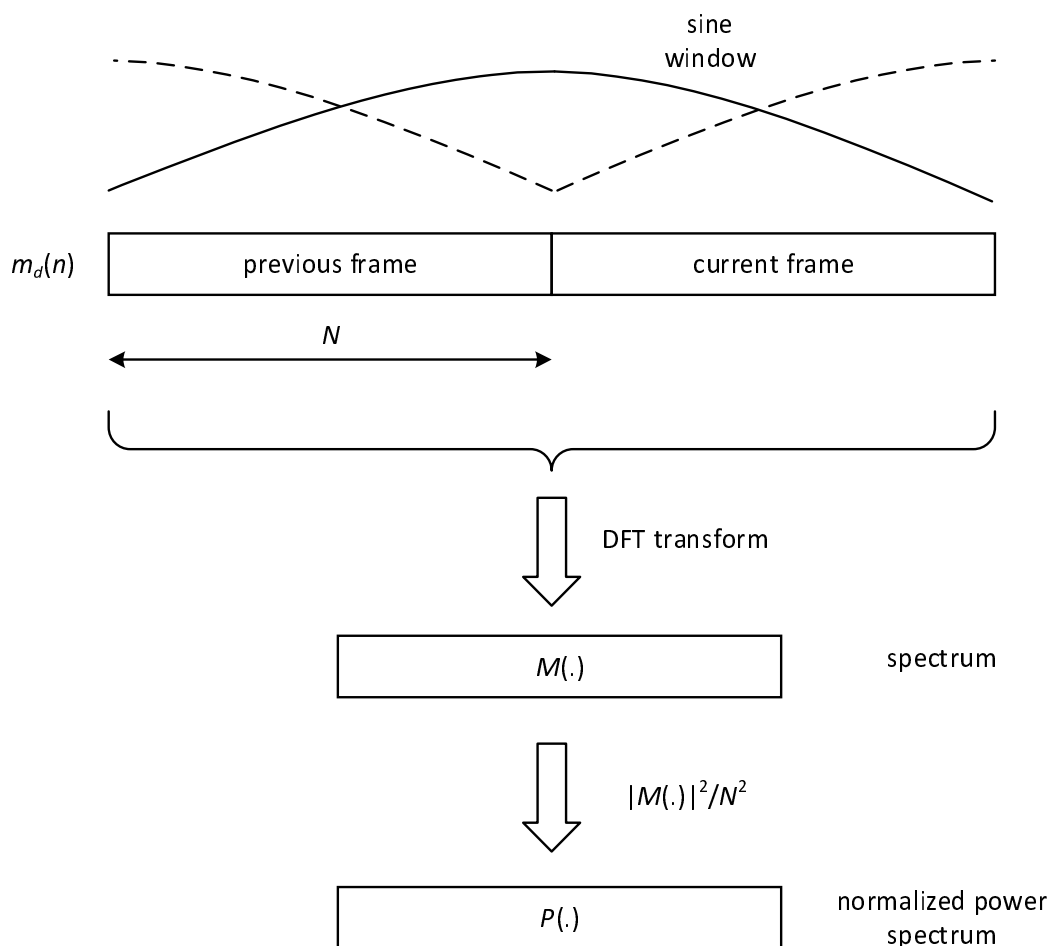 sine
window
m_d(n)
previous frame
current frame
N
DFT transform
M(.)
spectrum
|M(.)|²/N²
P(.)
normalized power
spectrum